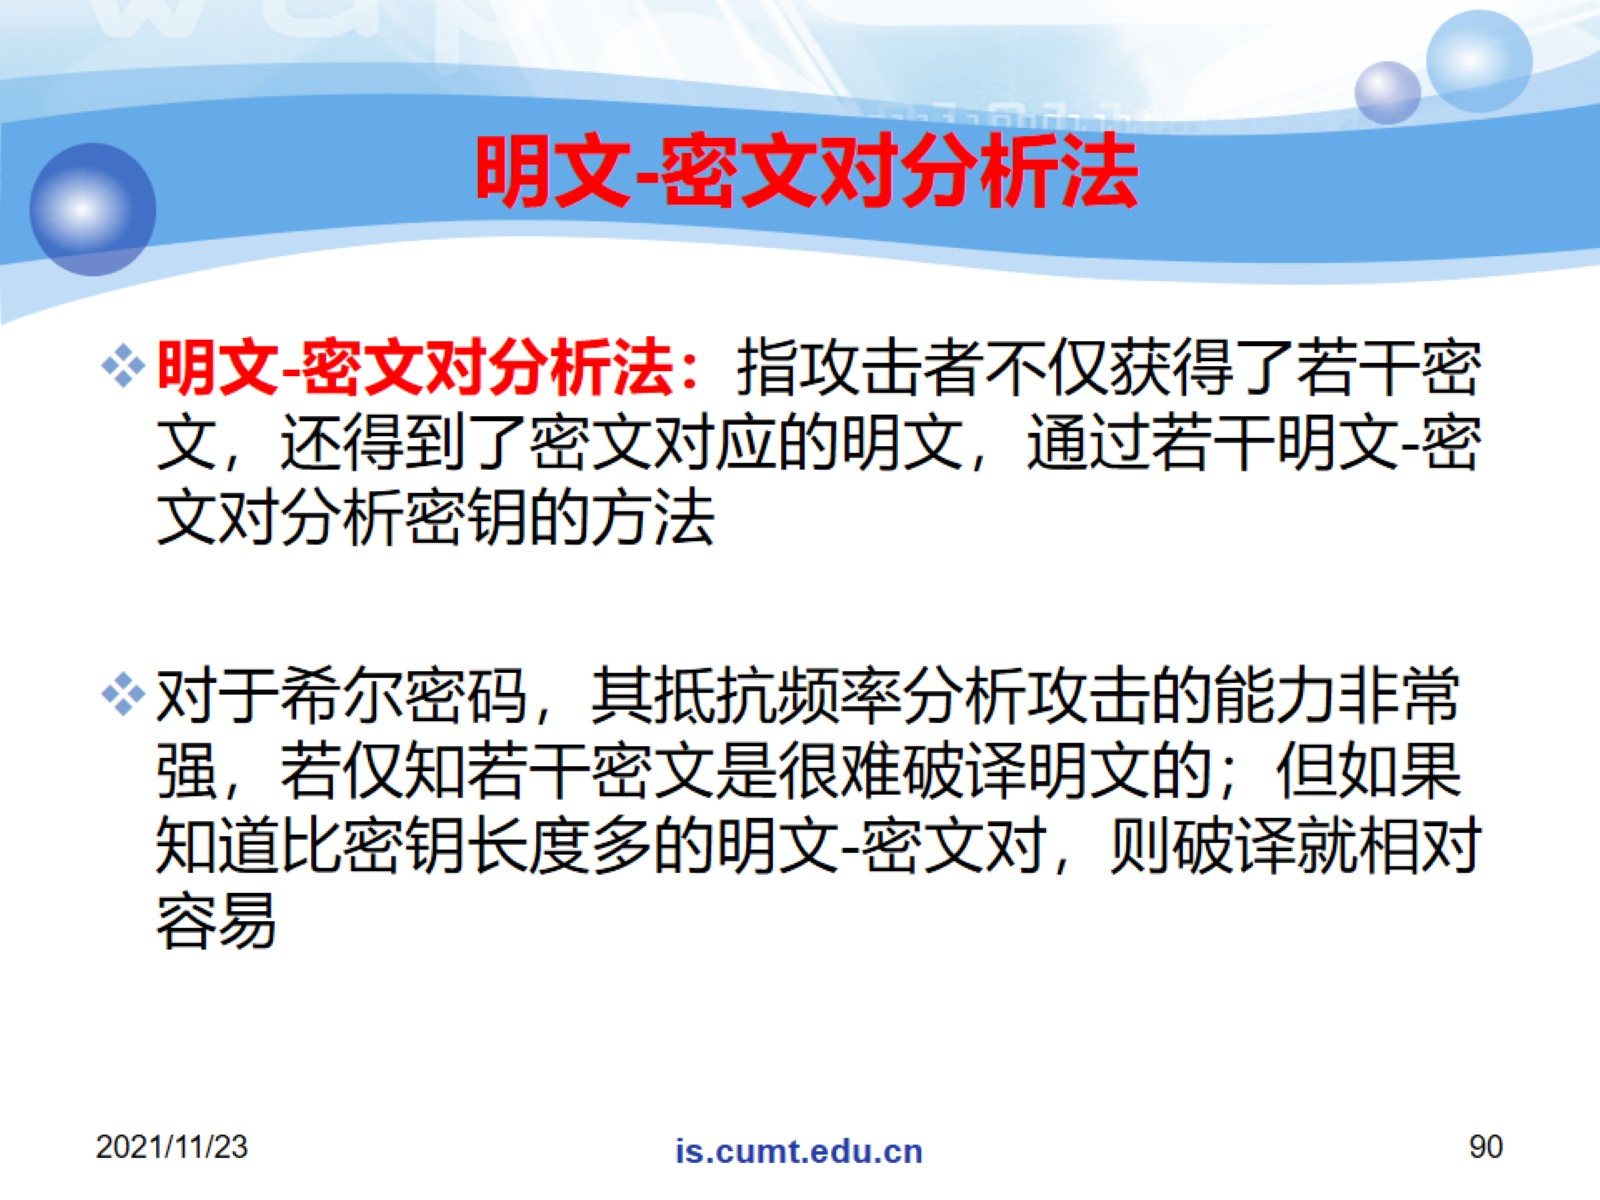 明文-密文对分析法
明文-密文对分析法：指攻击者不仅获得了若干密
文，还得到了密文对应的明文，通过若干明文-密
文对分析密钥的方法
对于希尔密码，其抵抗频率分析攻击的能力非常
强，若仅知若干密文是很难破译明文的；但如果
知道比密钥长度多的明文-密文对，则破译就相对
容易
2021/11/23
is.cumt.edu.cn
90